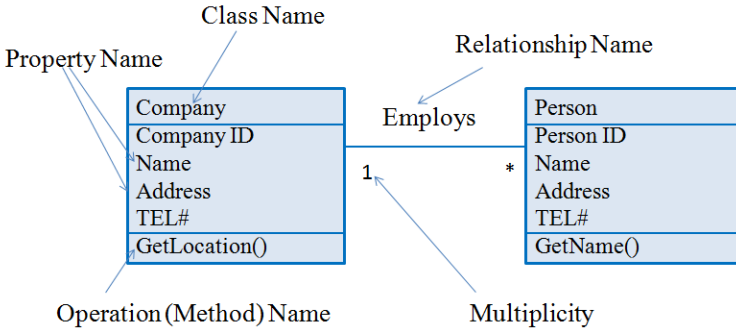 Class Name
Relationship Name
Property Name
Company
Company ID
Name
Address
TEL#
GetLocation()
Employs
1
*
Person
Person ID
Name
Address
TEL#
GetName()
Operation (Method) Name
Multiplicity